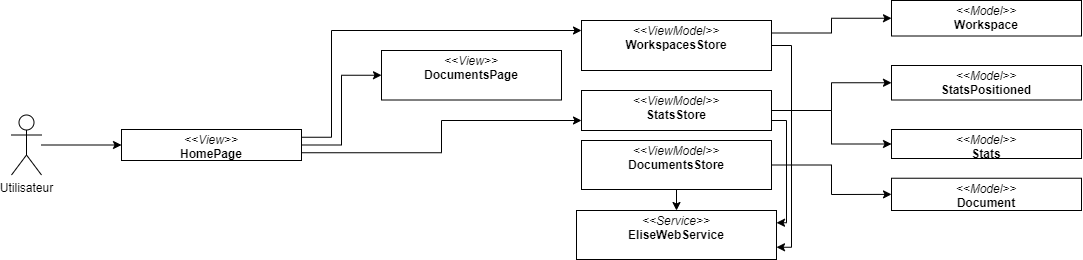 <<Model>>
Workspace
<<ViewModel>>
WorkspacesStore
<<View>>
DocumentsPage
<<Model>>
StatsPositioned
<<ViewModel>>
StatsStore
<<View>>
HomePage
<<Model>>
Stats
<<ViewModel>>
DocumentsStore
Utilisateur
<<Model>>
Document
<<Service>>
EliseWebService